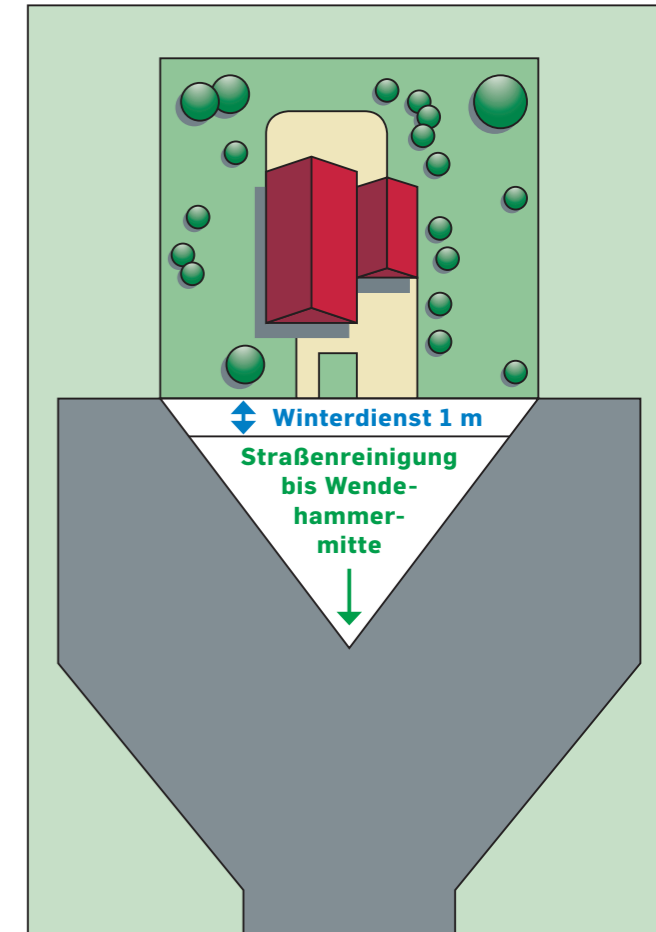 Winterdienst 1 m
Straßenreinigung
bis Wende-
hammer-
mitte